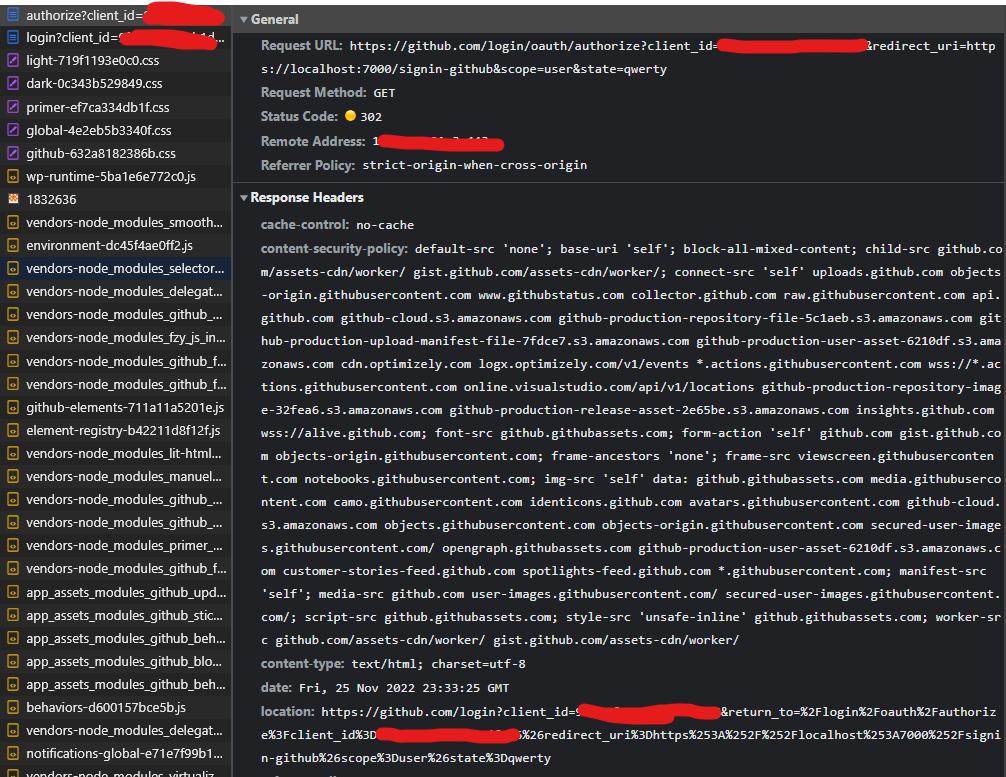 authorize?client_id=
login?client_id=
light-719f1193e0c0.css
dark-0c343b529849.css
primer-ef7ca334db1f.css
global-4e2eb5b3340f.css
github-632a8182386b.css
wp-runtime-5ba1e6e772c0.js
1832636
vendors-node_modules_smooth...
environment-dc45f4ae0ff2.js
vendors-node_modules_selector...
vendors-node_modules_delegat...
vendors-node_modules_github_...
vendors-node_modules_fzy_js_in...
vendors-node_modules_github_f...
vendors-node_modules_github_f...
github-elements-711a11a5201e.js
element-registry-b42211d8f12f.js
vendors-node_modules_lit-html...
vendors-node_modules_manuel...
vendors-node_modules_github_...
vendors-node_modules_github_...
vendors-node_modules_primer_...
vendors-node_modules_github_f...
app_assets_modules_github_upd...
app_assets_modules_github_stic...
app_assets_modules_github_beh...
app_assets_modules_github_blo...
app_assets_modules_github_beh...
behaviors-d600157bce5b.js
vendors-node_modules_delegat...
notifications-global-e71e7f99b1...
vendors-node_modules_virtualiz...
General
Request URL: https://github.com/login/oauth/authorize?client_id= &redirect_uri=http
s://localhost:7000/signin-github&scope=user&state=qwerty
Request Method: GET
Status Code: 302
Remote Address: 1
Referrer Policy: strict-origin-when-cross-origin
Response Headers
cache-control: no-cache
content-security-policy: default-src 'none'; base-uri 'self'; block-all-mixed-content; child-src github.co
m/assets-cdn/worker/ gist.github.com/assets-cdn/worker/; connect-src 'self' uploads.github.com objects
-origin.githubusercontent.com www.githubstatus.com collector.github.com raw.githubusercontent.com api.
github.com github-cloud.s3.amazonaws.com github-production-repository-file-5c1aeb.s3.amazonaws.com git
hub-production-upload-manifest-file-7fdce7.s3.amazonaws.com github-production-user-asset-6210df.s3.ama
zonaws.com cdn.optimizely.com logx.optimizely.com/v1/events *.actions.githubusercontent.com wss://*.ac
tions.githubusercontent.com online.visualstudio.com/api/v1/locations github-production-repository-imag
e-32fea6.s3.amazonaws.com github-production-release-asset-2e65be.s3.amazonaws.com insights.github.com
wss://alive.github.com; font-src github.githubassets.com; form-action 'self' github.com gist.github.co
m objects-origin.githubusercontent.com; frame-ancestors 'none'; frame-src viewscreen.githubuserconten
t.com notebooks.githubusercontent.com; img-src 'self' data: github.githubassets.com media.githubuserco
ntent.com camo.githubusercontent.com identicons.github.com avatars.githubusercontent.com github-cloud.
s3.amazonaws.com objects.githubusercontent.com objects-origin.githubusercontent.com secured-user-image
s.githubusercontent.com/ opengraph.githubassets.com github-production-user-asset-6210df.s3.amazonaws.c
om customer-stories-feed.github.com spotlights-feed.github.com *.githubusercontent.com; manifest-src
'self'; media-src github.com user-images.githubusercontent.com/ secured-user-images.githubusercontent.
com/; script-src github.githubassets.com; style-src 'unsafe-inline' github.githubassets.com; worker-sr
c github.com/assets-cdn/worker/ gist.github.com/assets-cdn/worker/
content-type: text/html; charset=utf-8
date: Fri, 25 Nov 2022 23:33:25 GMT
location: https://github.com/login?client_id= &return_to=%2Flogin%2Foauth%2Fauthoriz
e%3Fclient_id%3D %26redirect_uri%3Dhttps%253A%252F%252Flocalhost%253A7000%252Fsigni
n-github%26scope%3Duser%26state%3Dqwerty